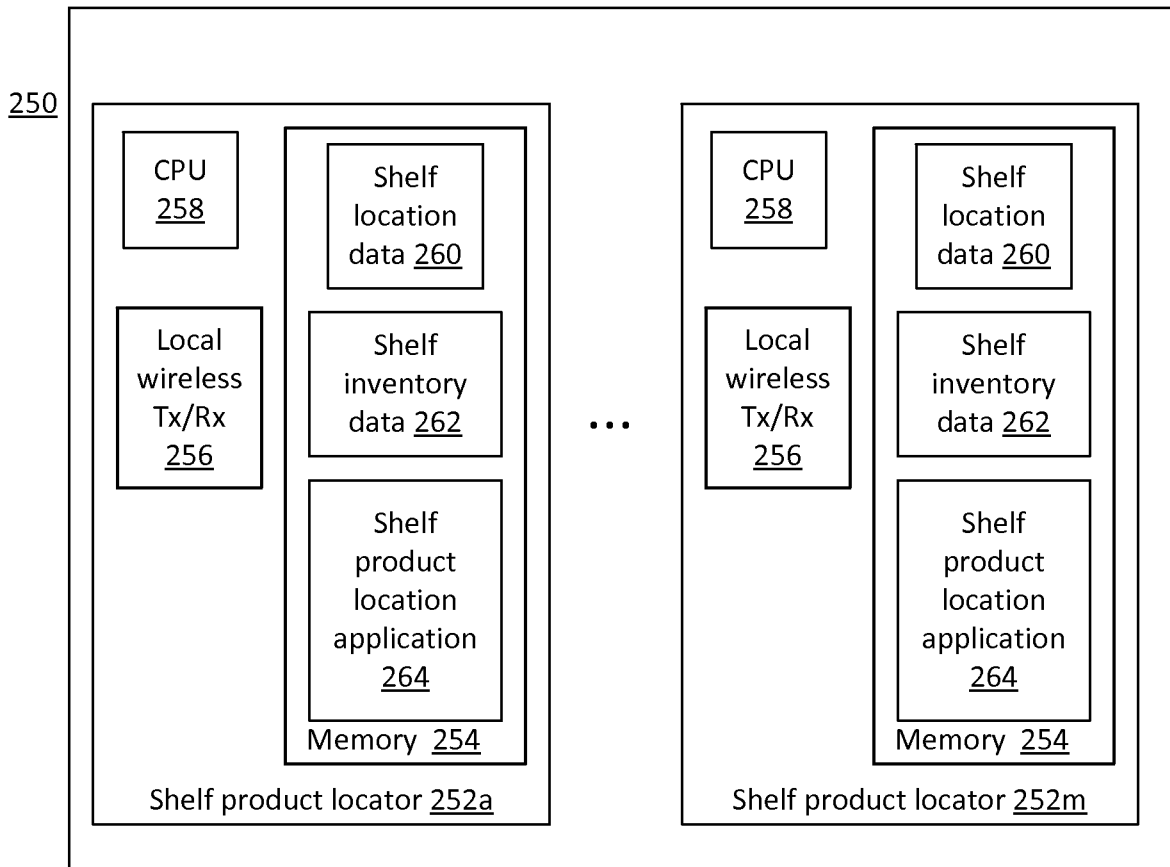 250
CPU
258
Shelf
location
data 260
Local
wireless
Tx/Rx
256
Shelf
inventory
data 262
Shelf
product
location
application
264
Memory 254
Shelf product locator 252a
...
CPU
258
Shelf
location
data 260
Local
wireless
Tx/Rx
256
Shelf
inventory
data 262
Shelf
product
location
application
264
Memory 254
Shelf product locator 252m